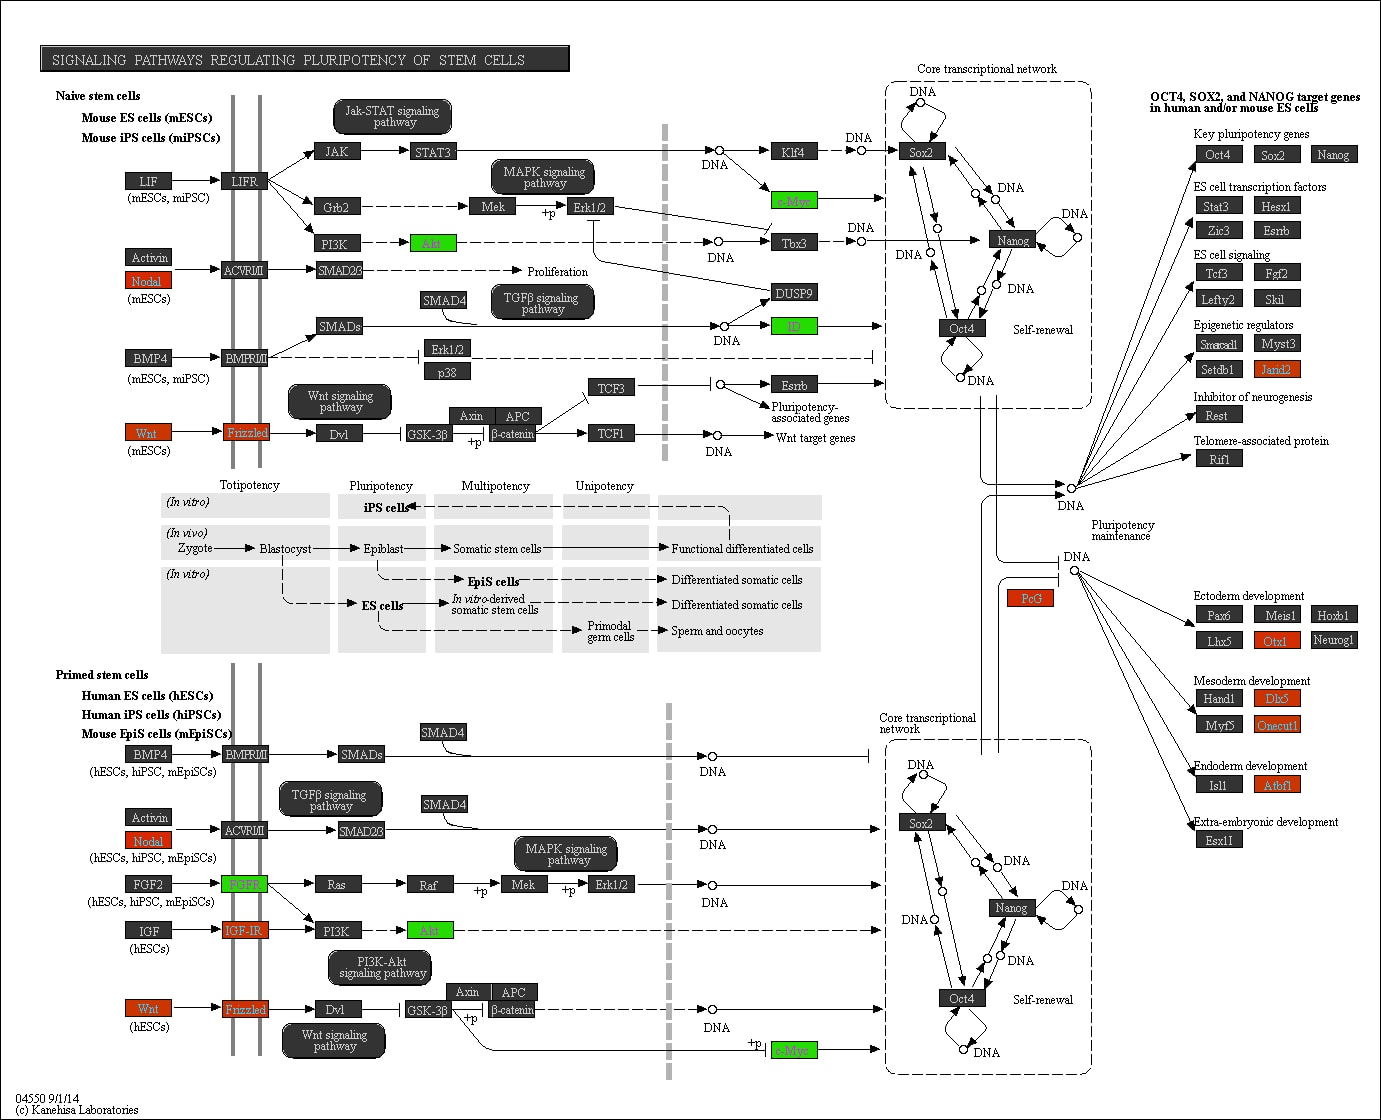 SIGNALING PATHWAYS REGULATING PLURIPOTENCY OF STEM CELLS
Naive stem cells
Mouse ES cells (mESCs)
Mouse iPS cells (miPSCs)
Jak-STAT signaling
pathway
JAK
STAT3
LIF
(mESCs, miPSC)
LIFR
MAPK signaling
pathway
Grb2
Mek
+p
Erk1/2
PI3K
Akt
Activin
Nodal
(mESCs)
ACVRI/II
SMAD2/3
Proliferation
SMAD4
TGFβ signaling
pathway
SMADs
BMP4
(mESCs, miPSC)
BMPRI/II
Erk1/2
p38
Wnt signaling
pathway
Wnt
(mESCs)
Frizzled
Dvl
GSK-3β
Axin
APC
+p
β-catenin
TCF3
TCF1
DNA
Klf4
DNA
c-Myc
DNA
Tbx3
DNA
DUSP9
DNA
ID
Esrrb
Pluripotency-
associated genes
DNA
Wnt target genes
Core transcriptional network
DNA
Sox2
DNA
DNA
Nanog
DNA
DNA
Oct4
Self-renewal
DNA
OCT4, SOX2, and NANOG target genes
in human and/or mouse ES cells
Key pluripotency genes
Oct4
Sox2
Nanog
ES cell transcription factors
Stat3
Hesx1
Zic3
Esrrb
ES cell signaling
Tcf3
Fgf2
Lefty2
Skil
Epigenetic regulators
Smarcad1
Myst3
Setdb1
Jarid2
Inhibitor of neurogenesis
Rest
Telomere-associated protein
Rif1
DNA
Pluripotency
maintenance
DNA
PcG
Ectoderm development
Pax6
Meis1
Hoxb1
Lhx5
Otx1
Neurog1
Mesoderm development
Hand1
Dlx5
Myf5
Onecut1
Endoderm development
Isl1
Atbf1
Extra-embryonic development
Esx1l
Totipotency
Pluripotency
Multipotency
Unipotency
(In vitro)
iPS cells
(In vivo)
Zygote
Blastocyst
Epiblast
Somatic stem cells
Functional differentiated cells
(In vitro)
EpiS cells
Differentiated somatic cells
ES cells
In vitro-derived
somatic stem cells
Differentiated somatic cells
Primodal
germ cells
Sperm and oocytes
Primed stem cells
Human ES cells (hESCs)
Human iPS cells (hiPSCs)
Mouse EpiS cells (mEpiSCs)
BMP4
(hESCs, hiPSC, mEpiSCs)
BMPRI/II
SMADs
SMAD4
DNA
TGFβ signaling
pathway
Activin
Nodal
(hESCs, hiPSC, mEpiSCs)
ACVRI/II
SMAD2/3
SMAD4
DNA
MAPK signaling
pathway
FGF2
(hESCs, hiPSC, mEpiSCs)
FGFR
Ras
Raf
+p
Mek
+p
Erk1/2
DNA
IGF
(hESCs)
IGF-IR
PI3K
Akt
PI3K-Akt
signaling pathway
Wnt
(hESCs)
Frizzled
Dvl
GSK-3β
Axin
APC
+p
β-catenin
DNA
Wnt signaling
pathway
+p
c-Myc
Core transcriptional
network
DNA
Sox2
DNA
DNA
Nanog
DNA
DNA
Oct4
Self-renewal
DNA
04550 9/1/14
(c) Kanehisa Laboratories